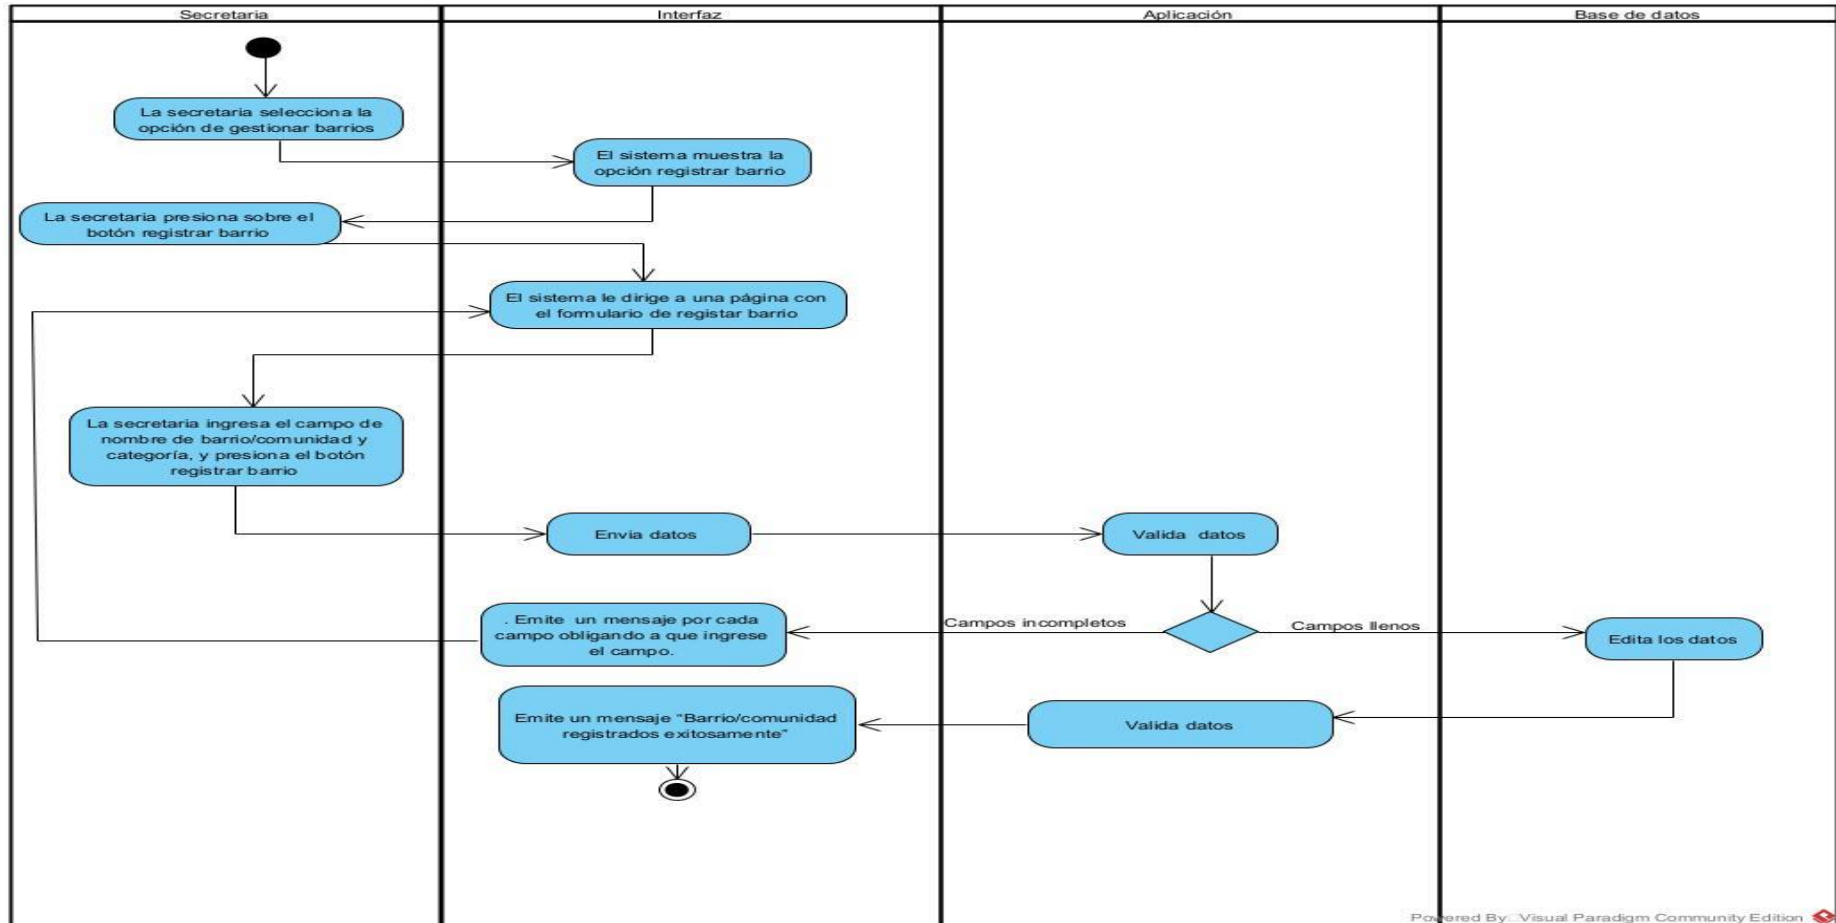 Secretaria
Interfaz
Aplicación
Base de datos
La secretaria selecciona la
opción de gestionar barrios
El sistema muestra la
opción registrar barrio
La secretaria presiona sobre el
botón registrar barrio
El sistema le dirige a una página con
el formulario de registar barrio
La secretaria ingresa el campo de
nombre de barrio/comunidad y
categoría, y presiona el botón
registrar barrio
Envia datos
Valida datos
. Emite un mensaje por cada
campo obligando a que ingrese
el campo.
Campos incompletos
Campos llenos
Edita los datos
Emite un mensaje "Barrio/comunidad
registrados exitosamente"
Valida datos
Powered By Visual Paradigm Community Edition